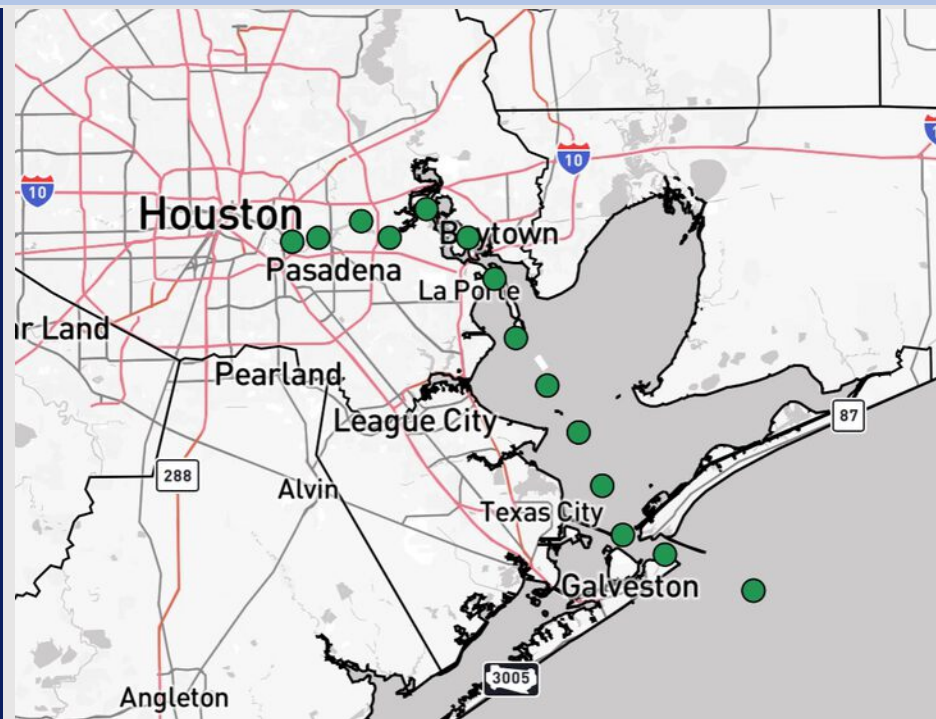 10
10
Houston
Baytown
Pasadena
La Porte
ar Land
Pearland
League City
87
288
Alvin
Texas City
Galveston
3005
Angleton